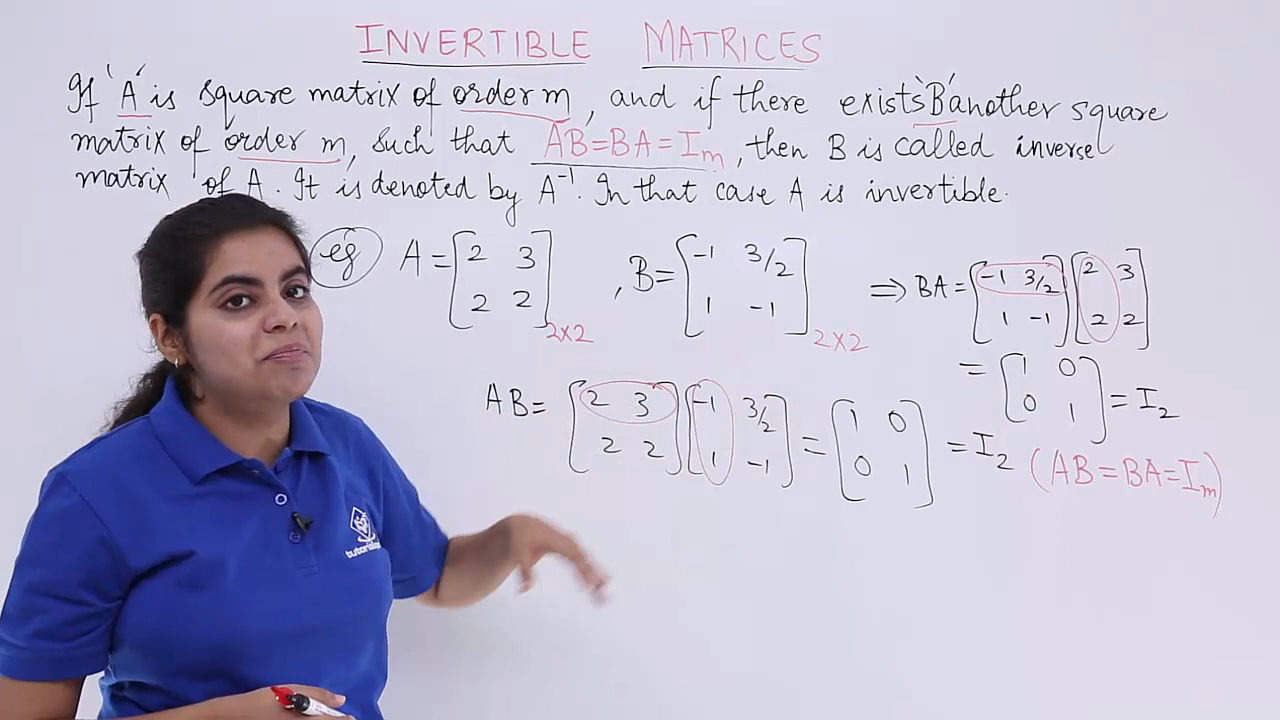 INVERTIBLE MATRICES
If 'A' is square matrix of order m, and if there exists 'B' another square
matrix of order m, such that AB=BA=Im, then B is called inverse
matrix of A. It is denoted by A⁻¹. In that case A is invertible.
eg A = [2 3; 2 2] 2x2 , B = [-1 3/2; 1 -1] 2x2 ⇒ BA = [-1 3/2; 1 -1] [2 3; 2 2]
= [1 0; 0 1] = I2
AB = [2 3; 2 2] [-1 3/2; 1 -1] = [1 0; 0 1] = I2 (AB=BA=Im)